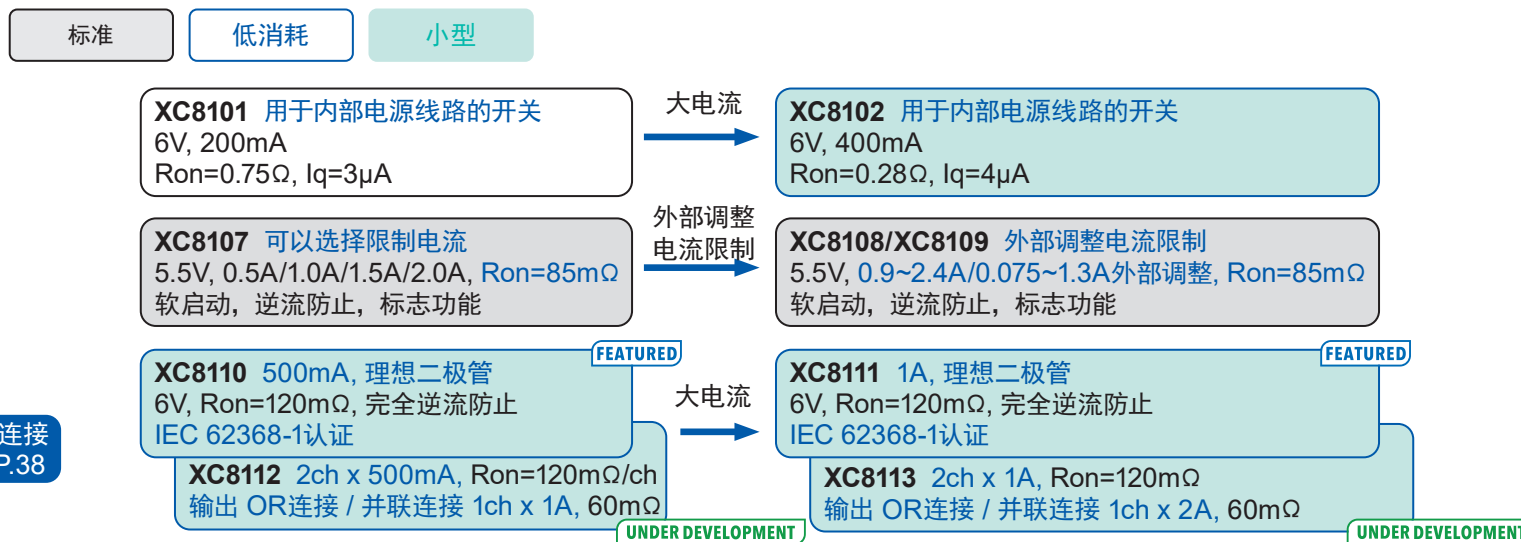 标准
低消耗
小型
XC8101 用于内部电源线路的开关
6V, 200mA
Ron=0.75Ω, Iq=3μA
大电流
XC8102 用于内部电源线路的开关
6V, 400mA
Ron=0.28Ω, Iq=4μA
XC8107 可以选择限制电流
5.5V, 0.5A/1.0A/1.5A/2.0A, Ron=85mΩ
软启动, 逆流防止, 标志功能
外部调整
电流限制
XC8108/XC8109 外部调整电流限制
5.5V, 0.9~2.4A/0.075~1.3A外部调整, Ron=85mΩ
软启动, 逆流防止, 标志功能
FEATURED
XC8110 500mA, 理想二极管
6V, Ron=120mΩ, 完全逆流防止
IEC 62368-1认证
大电流
FEATURED
XC8111 1A, 理想二极管
6V, Ron=120mΩ, 完全逆流防止
IEC 62368-1认证
连接
P.38
XC8112 2ch x 500mA, Ron=120mΩ/ch
输出 OR连接 / 并联连接 1ch x 1A, 60mΩ
UNDER DEVELOPMENT
XC8113 2ch x 1A, Ron=120mΩ
输出 OR连接 / 并联连接 1ch x 2A, 60mΩ
UNDER DEVELOPMENT